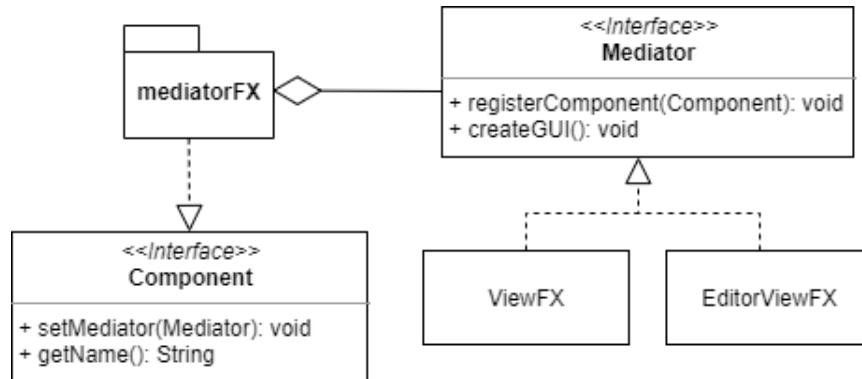 <<Interface>>
Mediator
+ registerComponent(Component): void
+ createGUI(): void
mediatorFX
<<Interface>>
Component
+ setMediator(Mediator): void
+ getName(): String
ViewFX
EditorViewFX